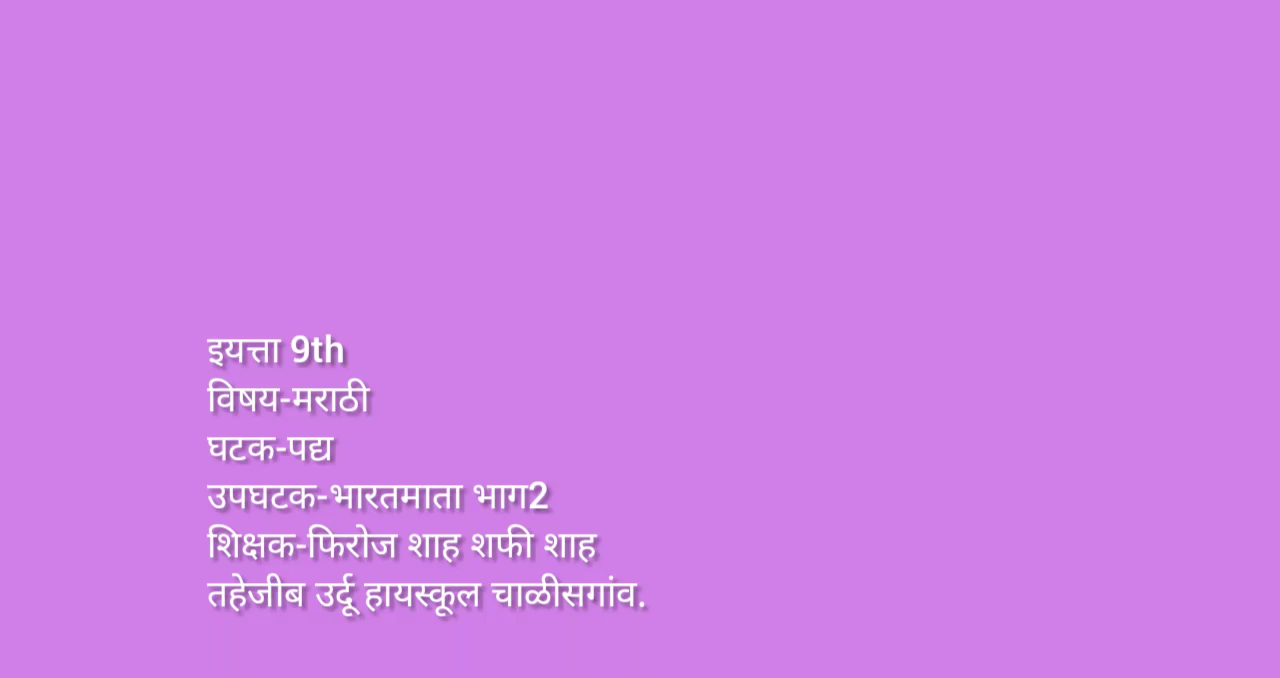 इयत्ता 9th
विषय-मराठी
घटक-पद्य
उपघटक-भारतमाता भाग2
शिक्षक-फिरोज शाह शफी शाह
तहेजीब उर्दू हायस्कूल चाळीसगांव.